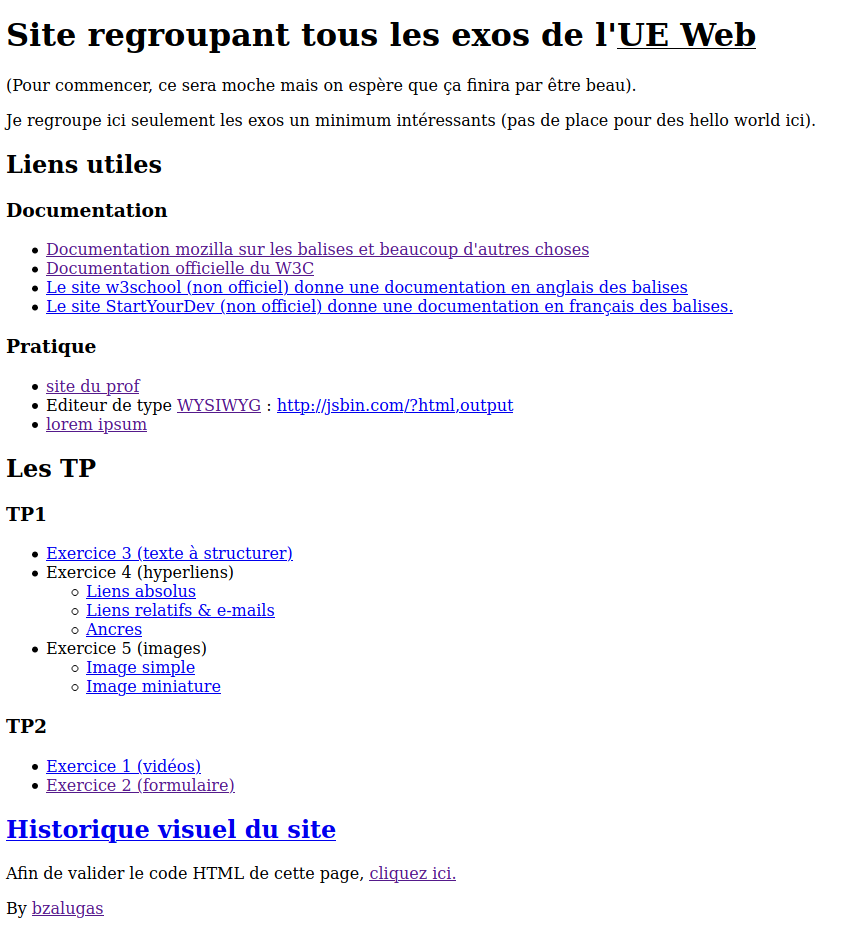 Site regroupant tous les exos de l'UE Web
(Pour commencer, ce sera moche mais on espère que ça finira par être beau).
Je regroupe ici seulement les exos un minimum intéressants (pas de place pour des hello world ici).
Liens utiles
Documentation
Documentation mozilla sur les balises et beaucoup d'autres choses
Documentation officielle du W3C
Le site w3school (non officiel) donne une documentation en anglais des balises
Le site StartYourDev (non officiel) donne une documentation en français des balises.
Pratique
site du prof
Editeur de type WYSIWYG : http://jsbin.com/?html,output
lorem ipsum
Les TP
TP1
Exercice 3 (texte à structurer)
Exercice 4 (hyperliens)
Liens absolus
Liens relatifs & e-mails
Ancres
Exercice 5 (images)
Image simple
Image miniature
TP2
Exercice 1 (vidéos)
Exercice 2 (formulaire)
Historique visuel du site
Afin de valider le code HTML de cette page, cliquez ici.
By bzalugas